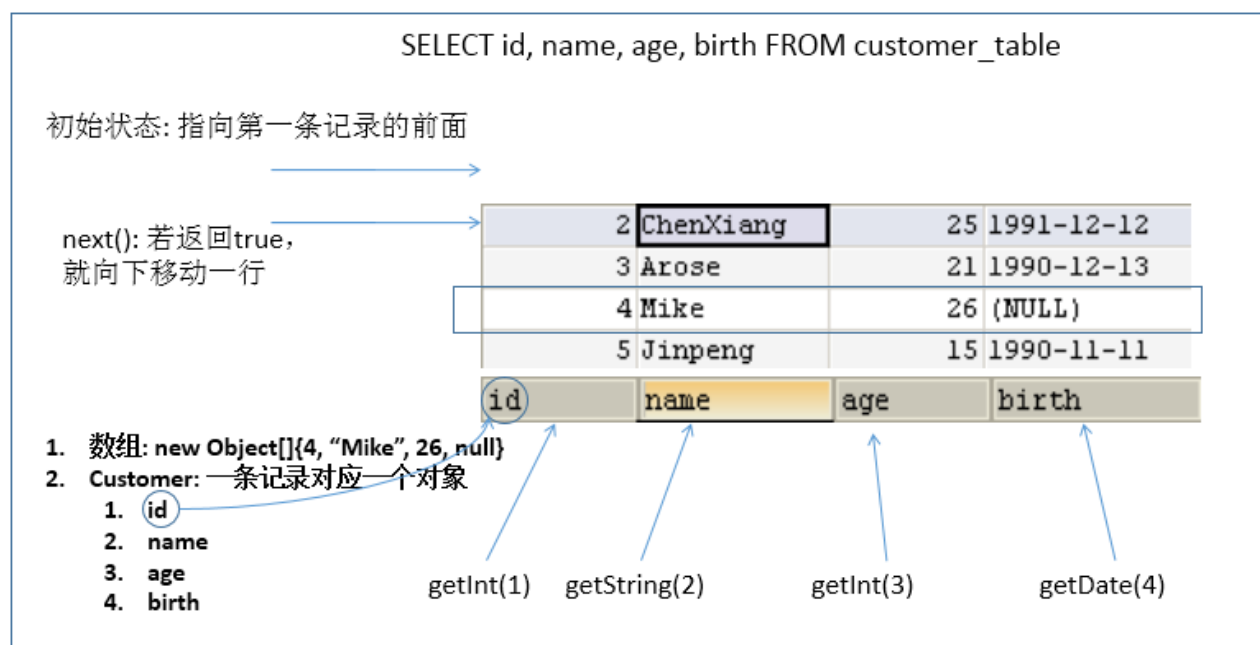 SELECT id, name, age, birth FROM customer_table
初始状态: 指向第一条记录的前面
next(): 若返回true，
就向下移动一行
2 ChenXiang 25 1991-12-12
3 Arose 21 1990-12-13
4 Mike 26 (NULL)
5 Jinpeng 15 1990-11-11
id name age birth
1. 数组: new Object[]{4, “Mike”, 26, null}
2. Customer: 一条记录对应一个对象
1. id
2. name
3. age
4. birth
getInt(1) getString(2) getInt(3) getDate(4)